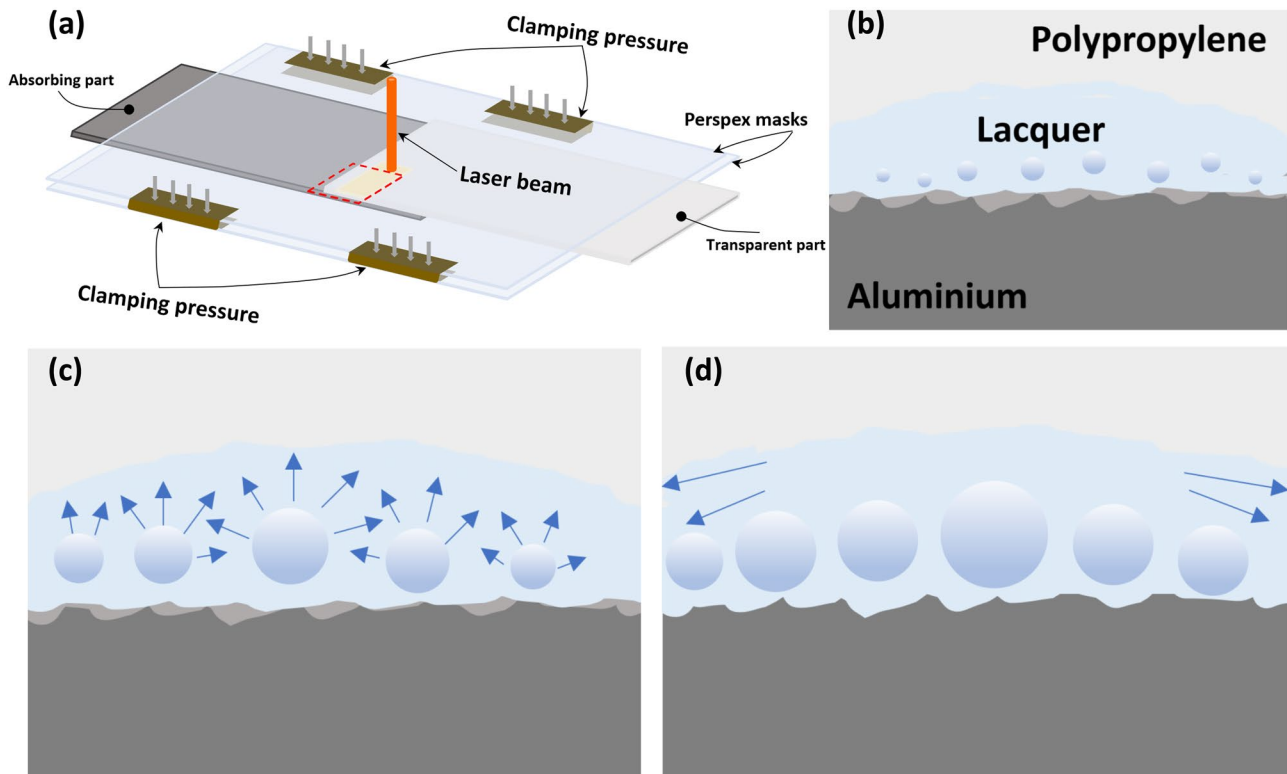 (a)
Clamping pressure
Absorbing part
Perspex masks
Laser beam
Transparent part
Clamping pressure
(b)
Polypropylene
Lacquer
Aluminium
(c)
(d)